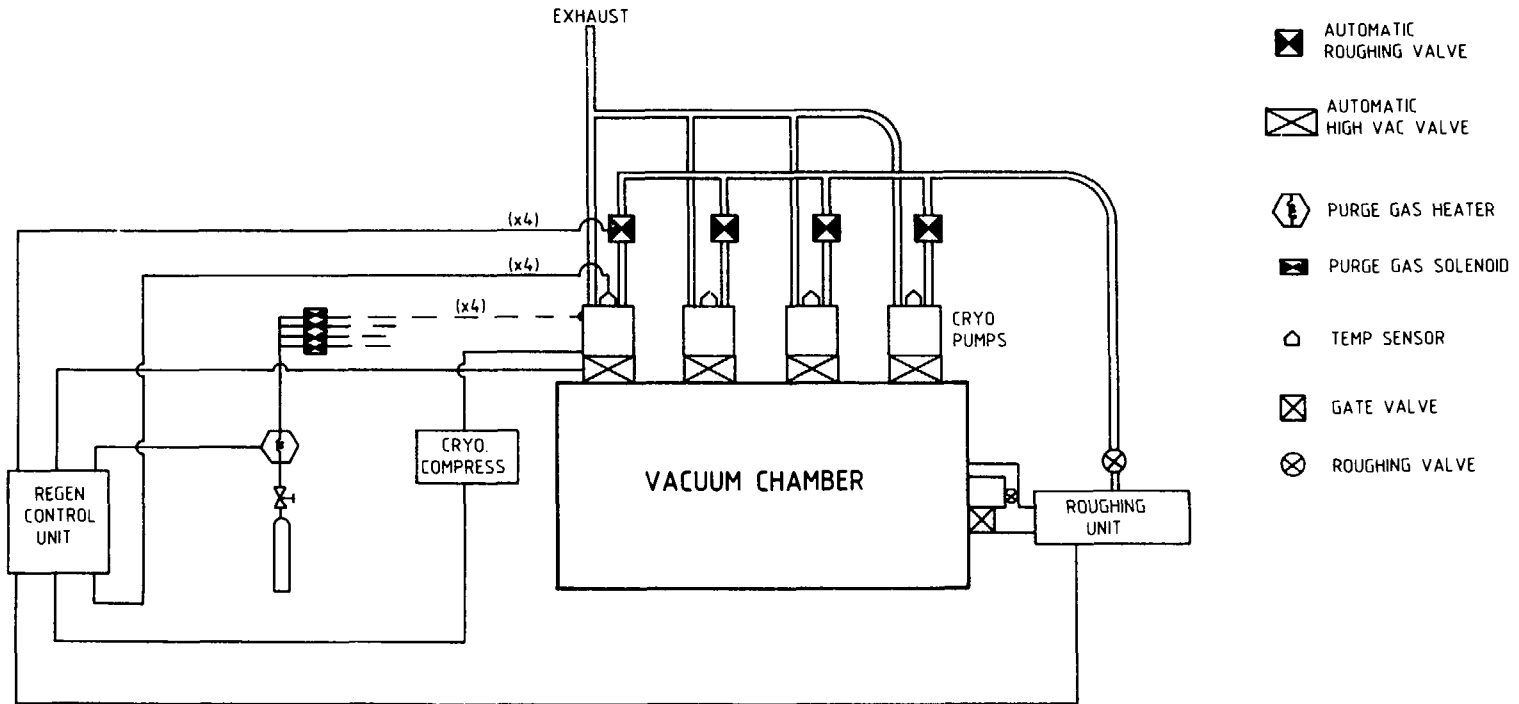 EXHAUST
(x4)
(x4)
(x4)
CRYO
PUMPS
CRYO.
COMPRESS
VACUUM CHAMBER
REGEN
CONTROL
UNIT
ROUGHING
UNIT
AUTOMATIC
ROUGHING VALVE
AUTOMATIC
HIGH VAC VALVE
PURGE GAS HEATER
PURGE GAS SOLENOID
TEMP SENSOR
GATE VALVE
ROUGHING VALVE